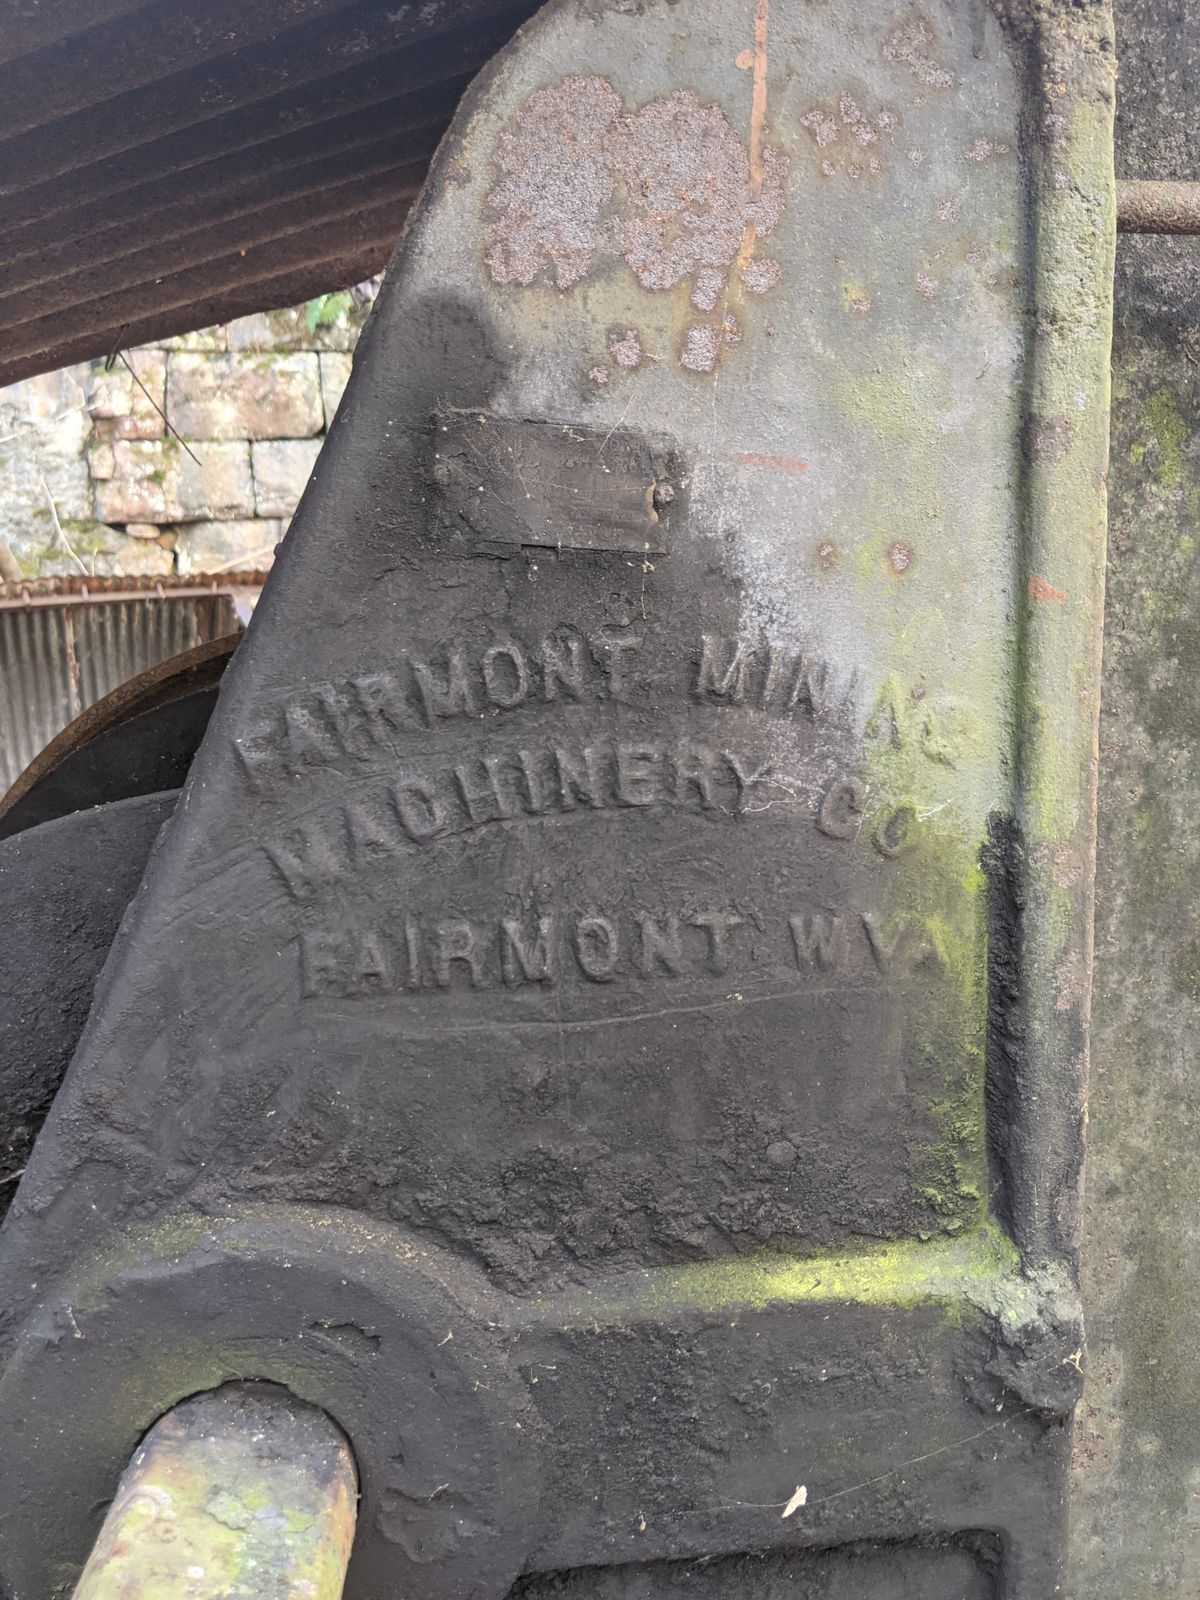 FAIRMONT MINING
MACHINERY CO
FAIRMONT W VA